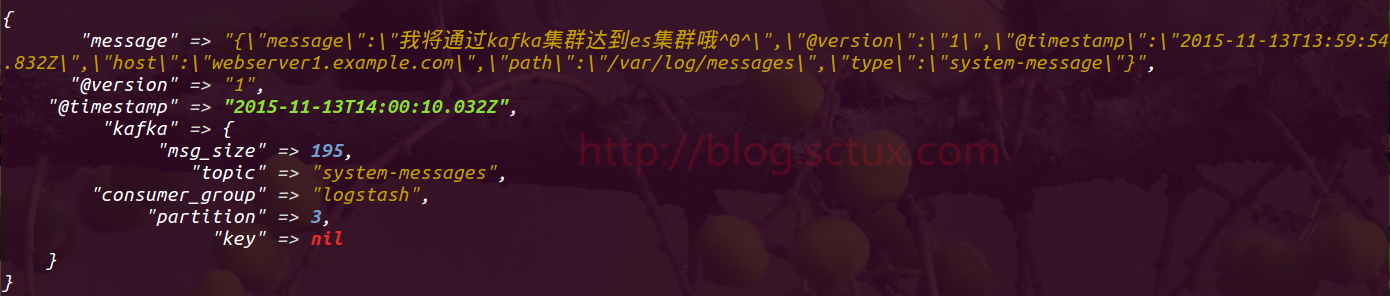 {
"message" => "{\"message\":\"我将通过kafka集群达到es集群哦^0^\",\"@version\":\"1\",\"@timestamp\":\"2015-11-13T13:59:54
.832Z\",\"host\":\"webserver1.example.com\",\"path\":\"/var/log/messages\",\"type\":\"system-message\"}",
"@version" => "1",
"@timestamp" => "2015-11-13T14:00:10.032Z",
"kafka" => {
"msg_size" => 195,
http://blog.sctux.com
"topic" => "system-messages",
"consumer_group" => "logstash",
"partition" => 3,
"key" => nil
}
}